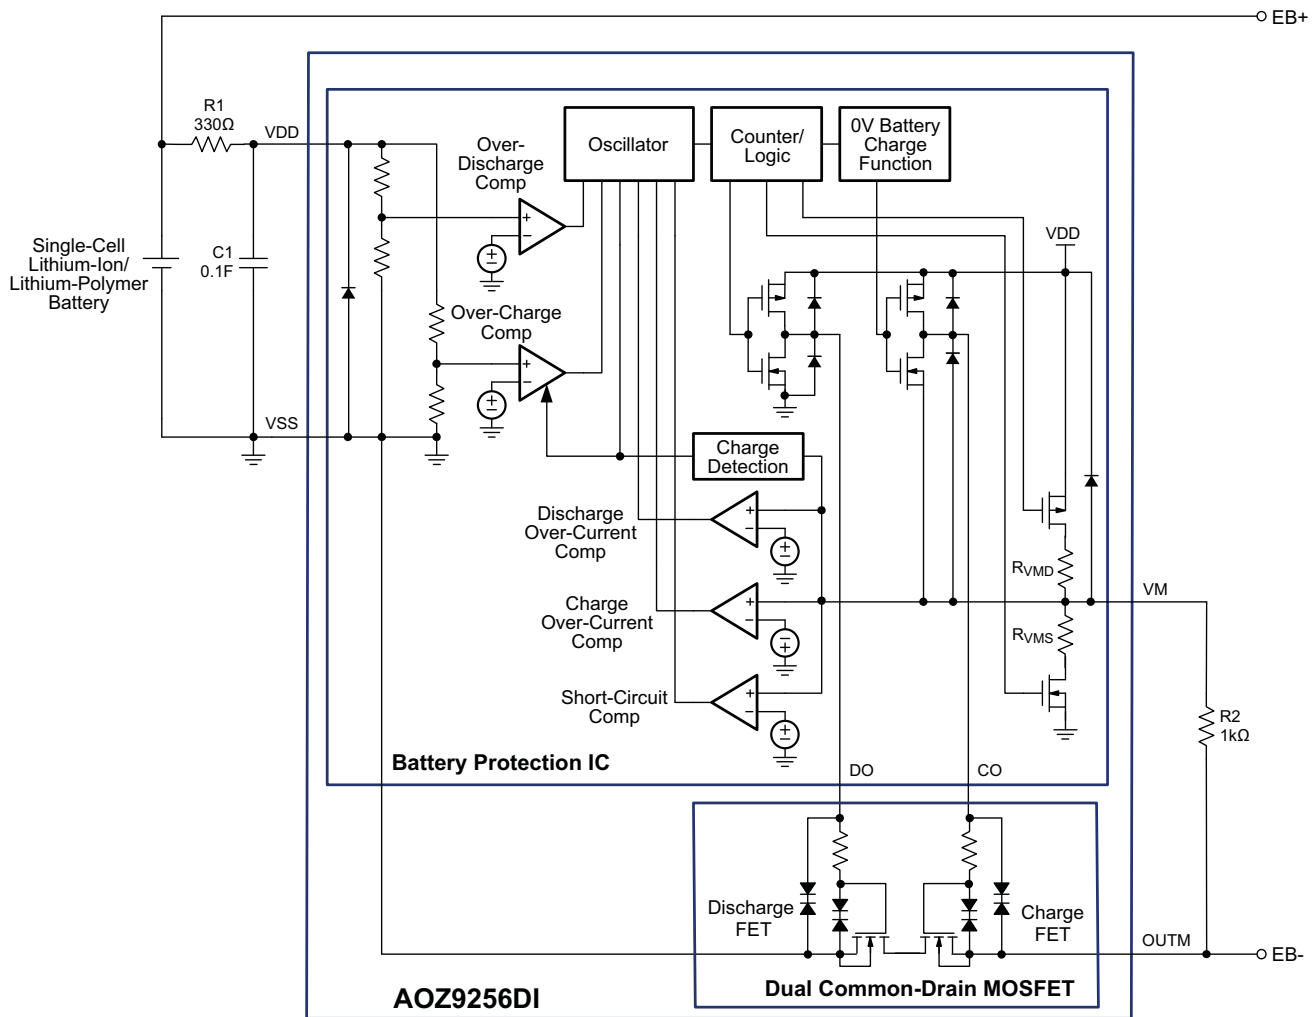 EB+
R1
330Ω
VDD
Over-
Discharge
Comp
Oscillator
Counter/
Logic
0V Battery
Charge
Function
VDD
Single-Cell
Lithium-Ion/
Lithium-Polymer
Battery
C1
0.1F
Over-Charge
Comp
VSS
Charge
Detection
Discharge
Over-Current
Comp
RVMD
VM
Charge
Over-Current
Comp
RVMS
Short-Circuit
Comp
R2
1kΩ
Battery Protection IC
DO
CO
Discharge
FET
Charge
FET
OUTM
EB-
Dual Common-Drain MOSFET
AOZ9256DI